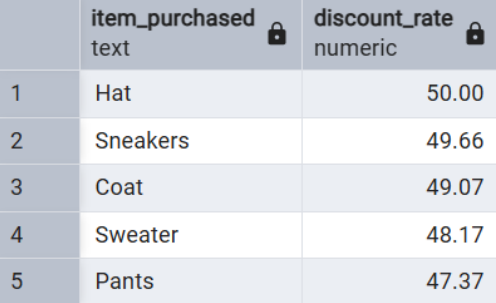 item_purchased discount_rate
text numeric
1 Hat 50.00
2 Sneakers 49.66
3 Coat 49.07
4 Sweater 48.17
5 Pants 47.37